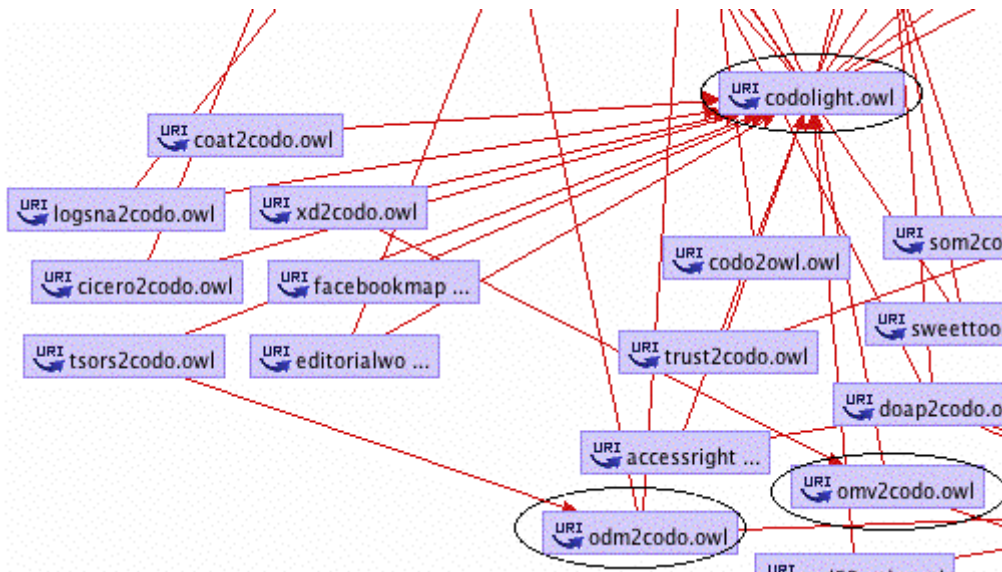 URI codolight.owl
URI coat2codo.owl
URI logsna2codo.owl
URI xd2codo.owl
URI som2co
URI codo2owl.owl
URI cicero2codo.owl
URI facebookmap ...
URI sweettoo
URI tsors2codo.owl
URI editorialwo ...
URI trust2codo.owl
URI doap2codo.o
URI accessright ...
URI omv2codo.owl
URI odm2codo.owl
URI